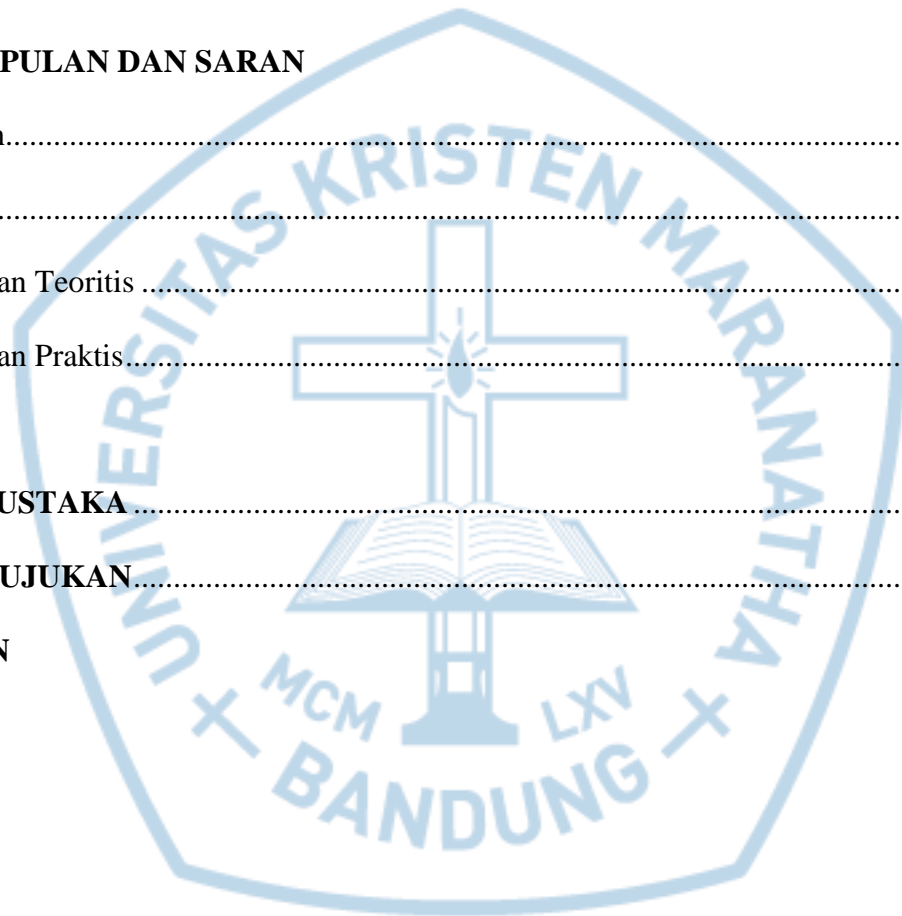 PULAN DAN SARAN
n.............................................................................................................
.............................................................................................................
an Teoritis .............................................................................................
an Praktis...............................................................................................
USTAKA ..............................................................................................
UJUKAN..............................................................................................
N
UNIVERSITAS KRISTEN MARANATHA
MCM LXV
+ BANDUNG +